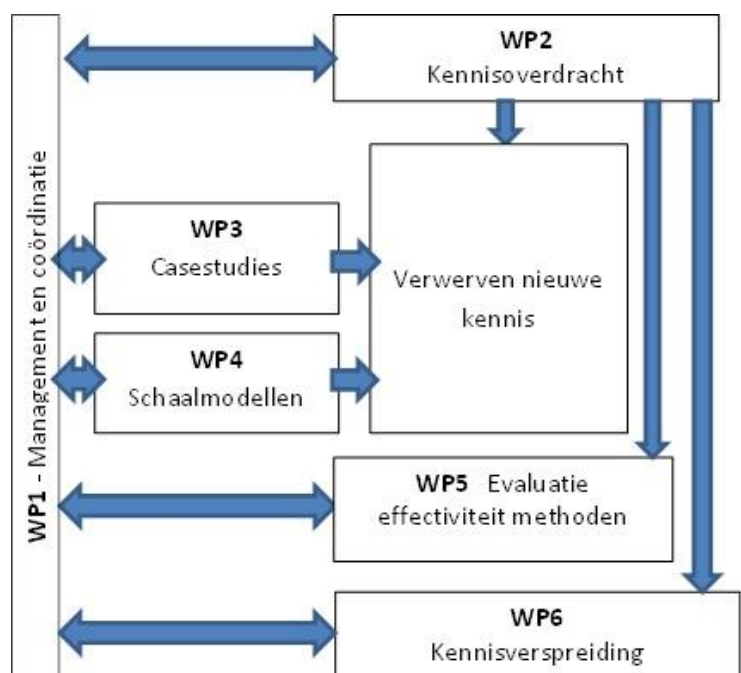 WP1 - Management en coördinatie
WP2
Kennisoverdracht
WP3
Casestudies
WP4
Schaalmodellen
Verwerven nieuwe
kennis
WP5 Evaluatie
effectiviteit methoden
WP6
Kennisverspreiding